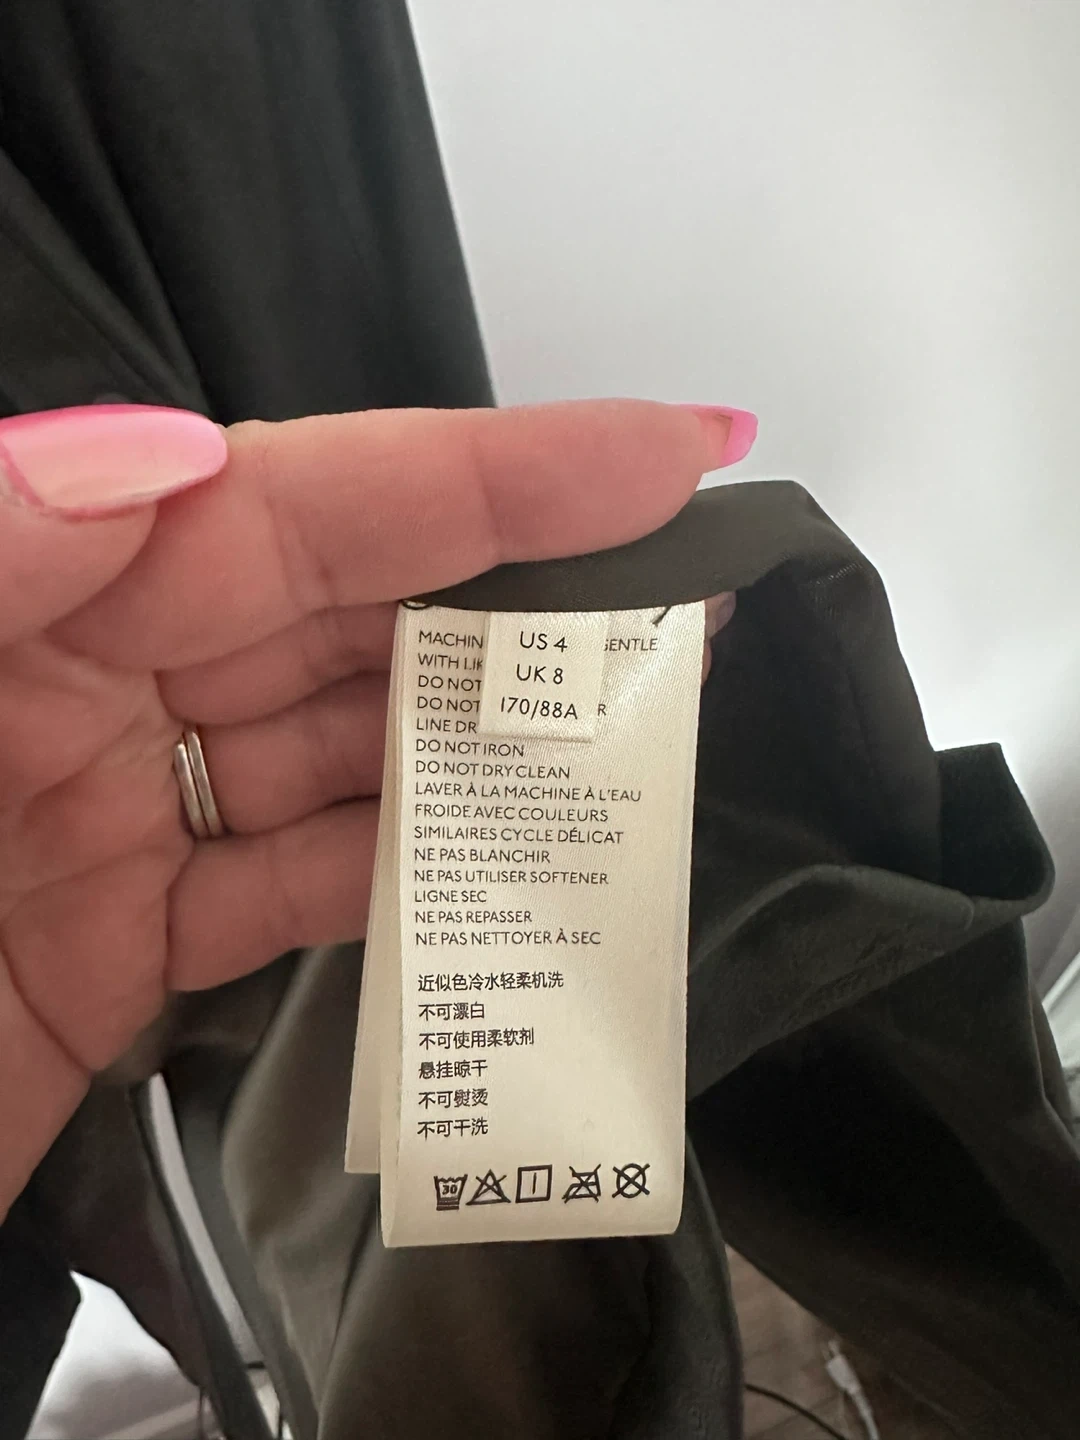 US 4
UK 8
170/88A
MACHIN GENTLE
WITH LIK
DO NOT
DO NOT R
LINE DR
DO NOT IRON
DO NOT DRY CLEAN
LAVER À LA MACHINE À L'EAU
FROIDE AVEC COULEURS
SIMILAIRES CYCLE DÉLICAT
NE PAS BLANCHIR
NE PAS UTILISER SOFTENER
LIGNE SEC
NE PAS REPASSER
NE PAS NETTOYER À SEC
近似色冷水轻柔机洗
不可漂白
不可使用柔软剂
悬挂晾干
不可熨烫
不可干洗
30